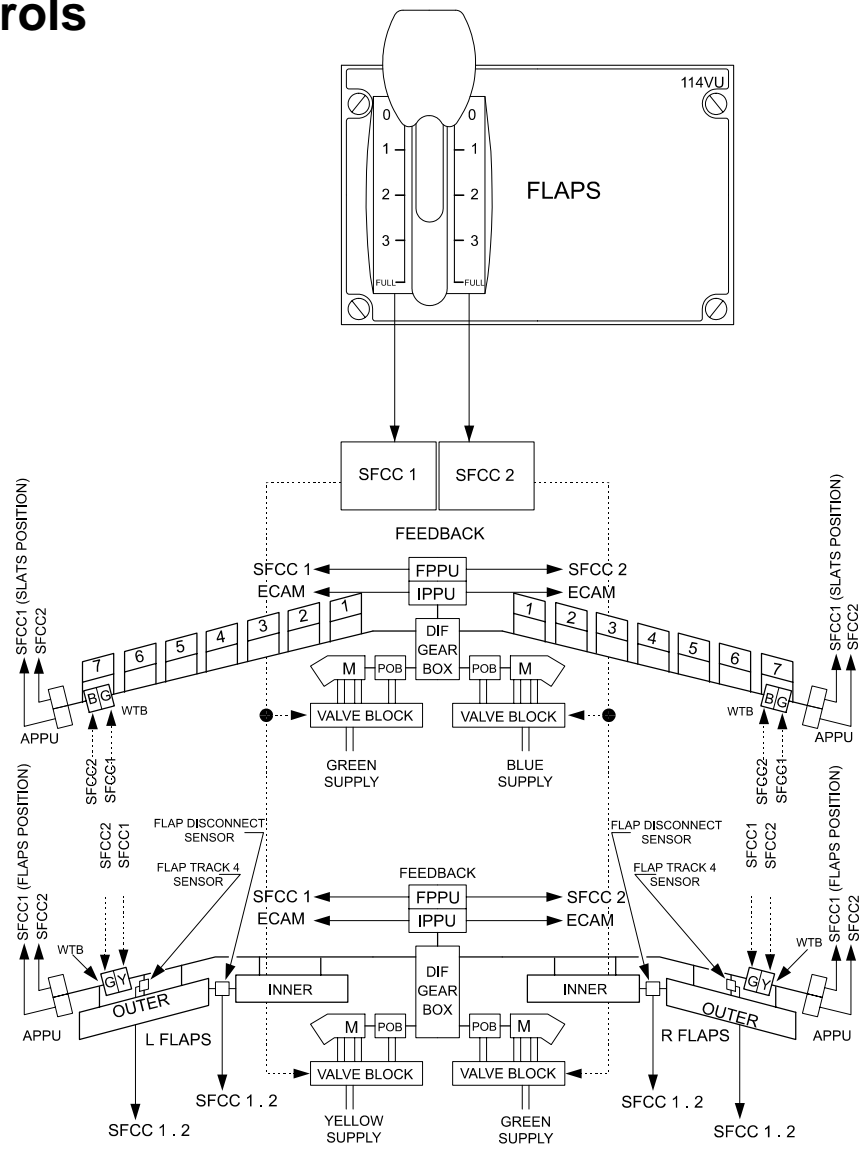 rols
114VU
0 0
1 1
2 2
3 3
FULL FULL
FLAPS
SFCC 1 SFCC 2
FEEDBACK
SFCC1 (SLATS POSITION)
SFCC2
SFCC1 (SLATS POSITION)
SFCC2
SFCC 1 FPPU SFCC 2
ECAM IPPU ECAM
7 6 5 4 3 2 1
1 2 3 4 5 6 7
DIF
GEAR
BOX
M POB POB M
B G WTB
WTB B G
VALVE BLOCK VALVE BLOCK
APPU APPU
GREEN
SUPPLY
BLUE
SUPPLY
SFCC2 SFCC1
SFCC2 SFCC1
SFCC1 (FLAPS POSITION)
SFCC2
SFCC2 SFCC1
FLAP DISCONNECT
SENSOR
FLAP TRACK 4
SENSOR
FLAP DISCONNECT
SENSOR
FLAP TRACK 4
SENSOR
SFCC1 SFCC2
SFCC1 (FLAPS POSITION)
SFCC2
FEEDBACK
SFCC 1 FPPU SFCC 2
ECAM IPPU ECAM
WTB WTB
G Y G Y
DIF
GEAR
BOX
OUTER INNER INNER OUTER
APPU L FLAPS R FLAPS APPU
M POB POB M
VALVE BLOCK VALVE BLOCK
SFCC 1 . 2 SFCC 1 . 2
SFCC 1 . 2 SFCC 1 . 2
YELLOW
SUPPLY
GREEN
SUPPLY